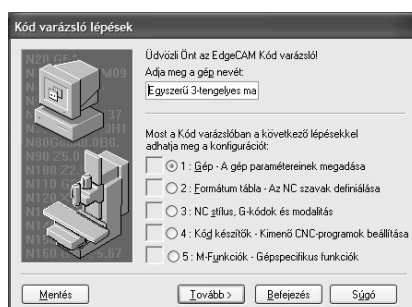 Kód varázsló lépések
Üdvözli Önt az EdgeCAM Kód varázsló!
Adja meg a gép nevét:
Egyszerű 3-tengelyes ma
Most a Kód varázslóban a következő lépésekkel
adhatja meg a konfigurációt:
1 : Gép - A gép paramétereinek megadása
2 : Formátum tábla - Az NC szavak definiálása
3 : NC stílus, G-kódok és modalitás
4 : Kód készítők - Kimenő CNC-programok beállítása
5 : M-Funkciók - Gépspecifikus funkciók
Mentés
Tovább >
Befejezés
Súgó